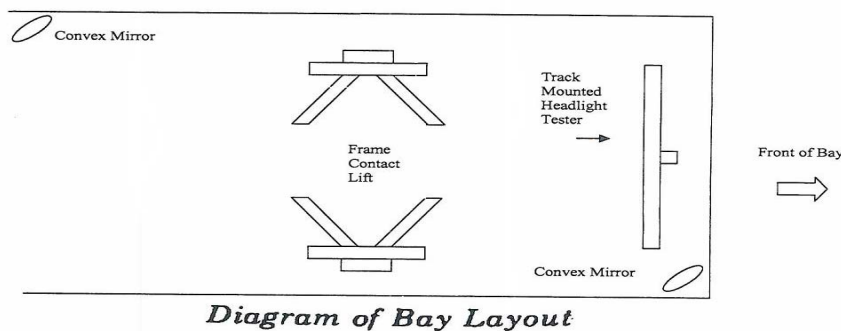 Convex Mirror
Track
Mounted
Headlight
Tester
Frame
Contact
Lift
Front of Bay
Convex Mirror
Diagram of Bay Layout